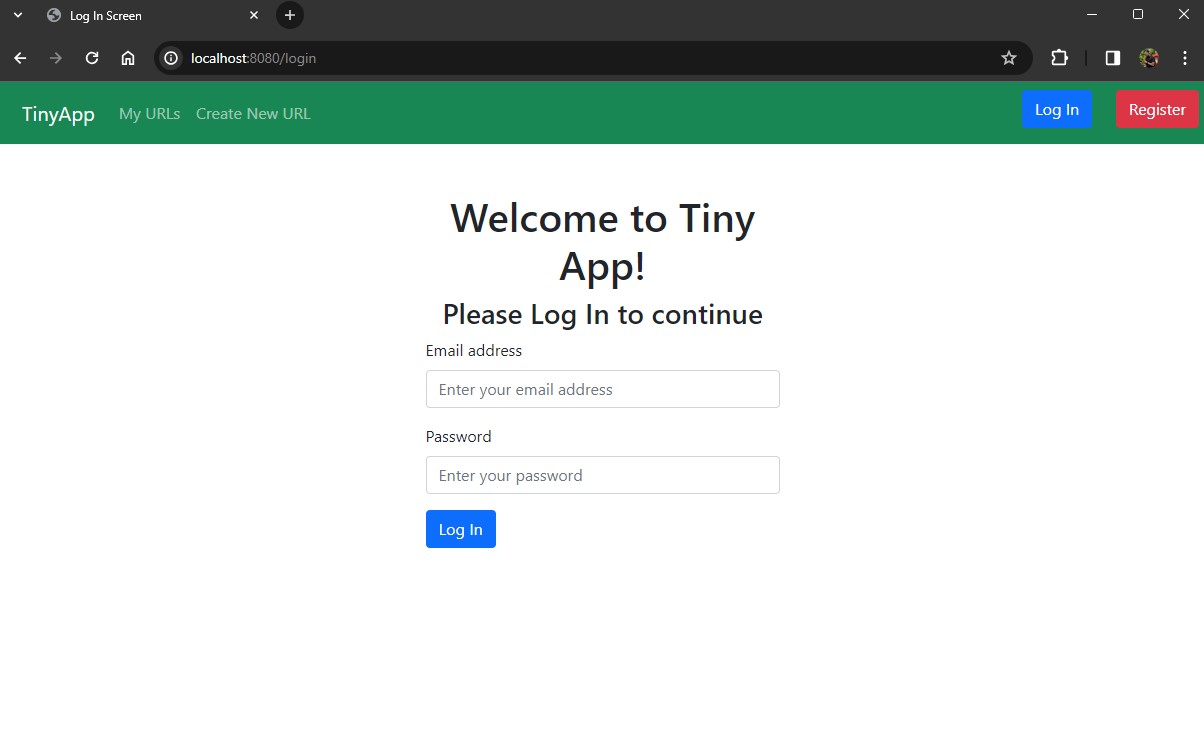 Log In Screen
localhost:8080/login
TinyApp My URLs Create New URL Log In Register
Welcome to Tiny
App!
Please Log In to continue
Email address
Enter your email address
Password
Enter your password
Log In